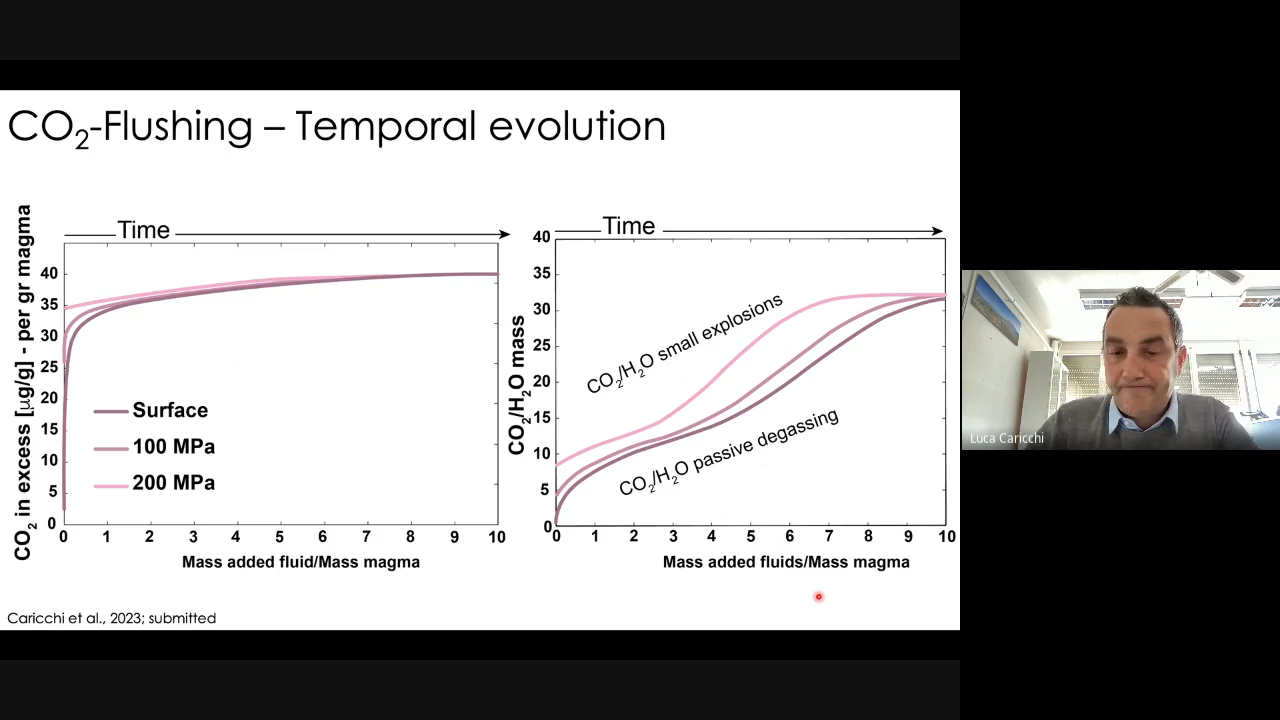 CO₂-Flushing – Temporal evolution
Time
CO₂ in excess [µg/g] - per gr magma
40
35
30
25
20
15
10
5
0
Surface
100 MPa
200 MPa
0 1 2 3 4 5 6 7 8 9 10
Mass added fluid/Mass magma
Time
CO₂/H₂O mass
40
35
30
25
20
15
10
5
0
CO₂/H₂O small explosions
CO₂/H₂O passive degassing
0 1 2 3 4 5 6 7 8 9 10
Mass added fluids/Mass magma
Caricchi et al., 2023; submitted
Luca Caricchi